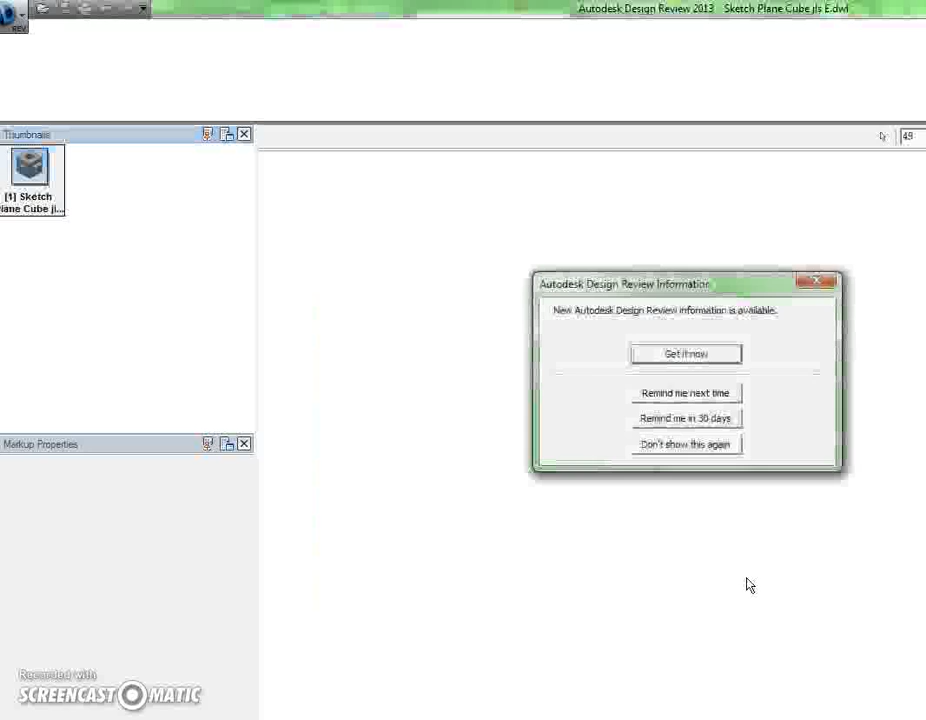 Autodesk Design Review 2013 Sketch Plane Cube jls E.dwf
REV
Thumbnails
49
[1] Sketch
Plane Cube jl...
Autodesk Design Review Information
New Autodesk Design Review information is available.
Get it now
Remind me next time
Remind me in 30 days
Don't show this again
Markup Properties
Recorded with
SCREENCAST MATIC